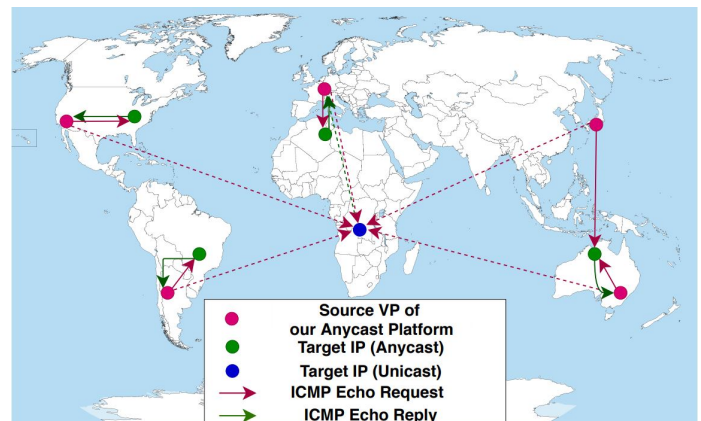 Source VP of
our Anycast Platform
Target IP (Anycast)
Target IP (Unicast)
ICMP Echo Request
ICMP Echo Reply